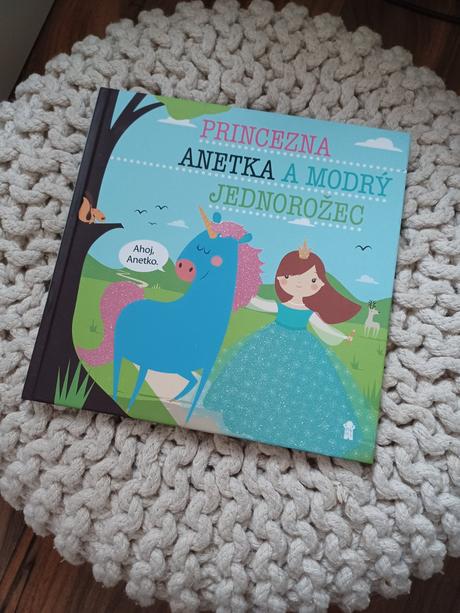 PRINCEZNA
ANETKA A MODRÝ
JEDNOROŽEC
Ahoj,
Anetko.